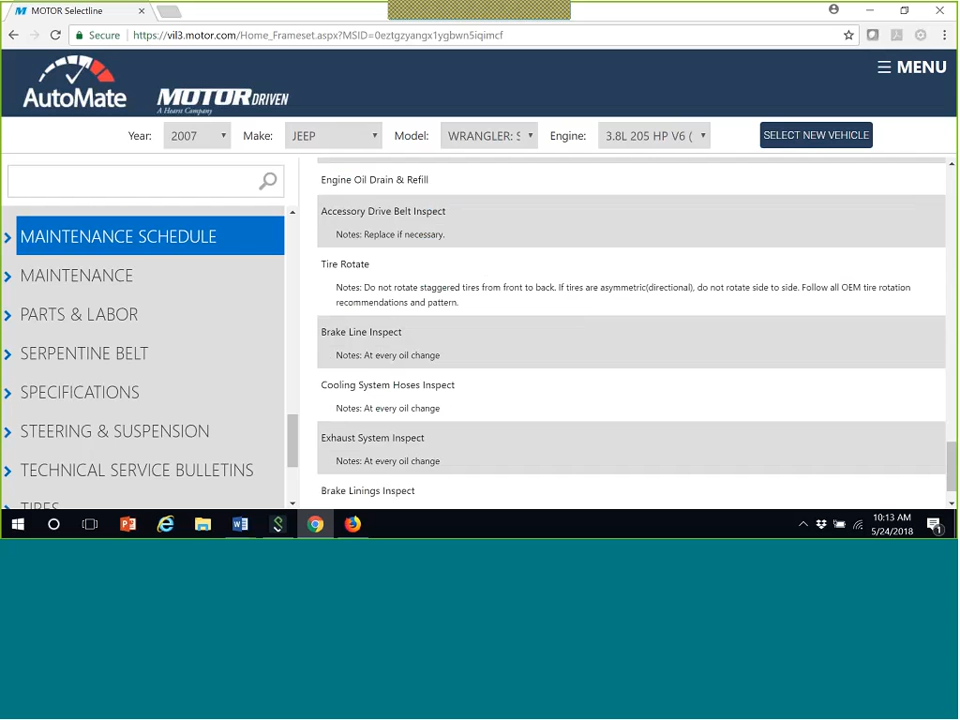 MOTOR Selectline
Secure https://vil3.motor.com/Home_Frameset.aspx?MSID=0eztgzyangx1ygbwn5iqimcf
AutoMate
MOTOR DRIVEN
A Hearst Company
☰ MENU
Year: 2007 Make: JEEP Model: WRANGLER: S Engine: 3.8L 205 HP V6 ( SELECT NEW VEHICLE
MAINTENANCE SCHEDULE
MAINTENANCE
PARTS & LABOR
SERPENTINE BELT
SPECIFICATIONS
STEERING & SUSPENSION
TECHNICAL SERVICE BULLETINS
TIRES
Engine Oil Drain & Refill
Accessory Drive Belt Inspect
Notes: Replace if necessary.
Tire Rotate
Notes: Do not rotate staggered tires from front to back. If tires are asymmetric(directional), do not rotate side to side. Follow all OEM tire rotation
recommendations and pattern.
Brake Line Inspect
Notes: At every oil change
Cooling System Hoses Inspect
Notes: At every oil change
Exhaust System Inspect
Notes: At every oil change
Brake Linings Inspect
10:13 AM
5/24/2018
1